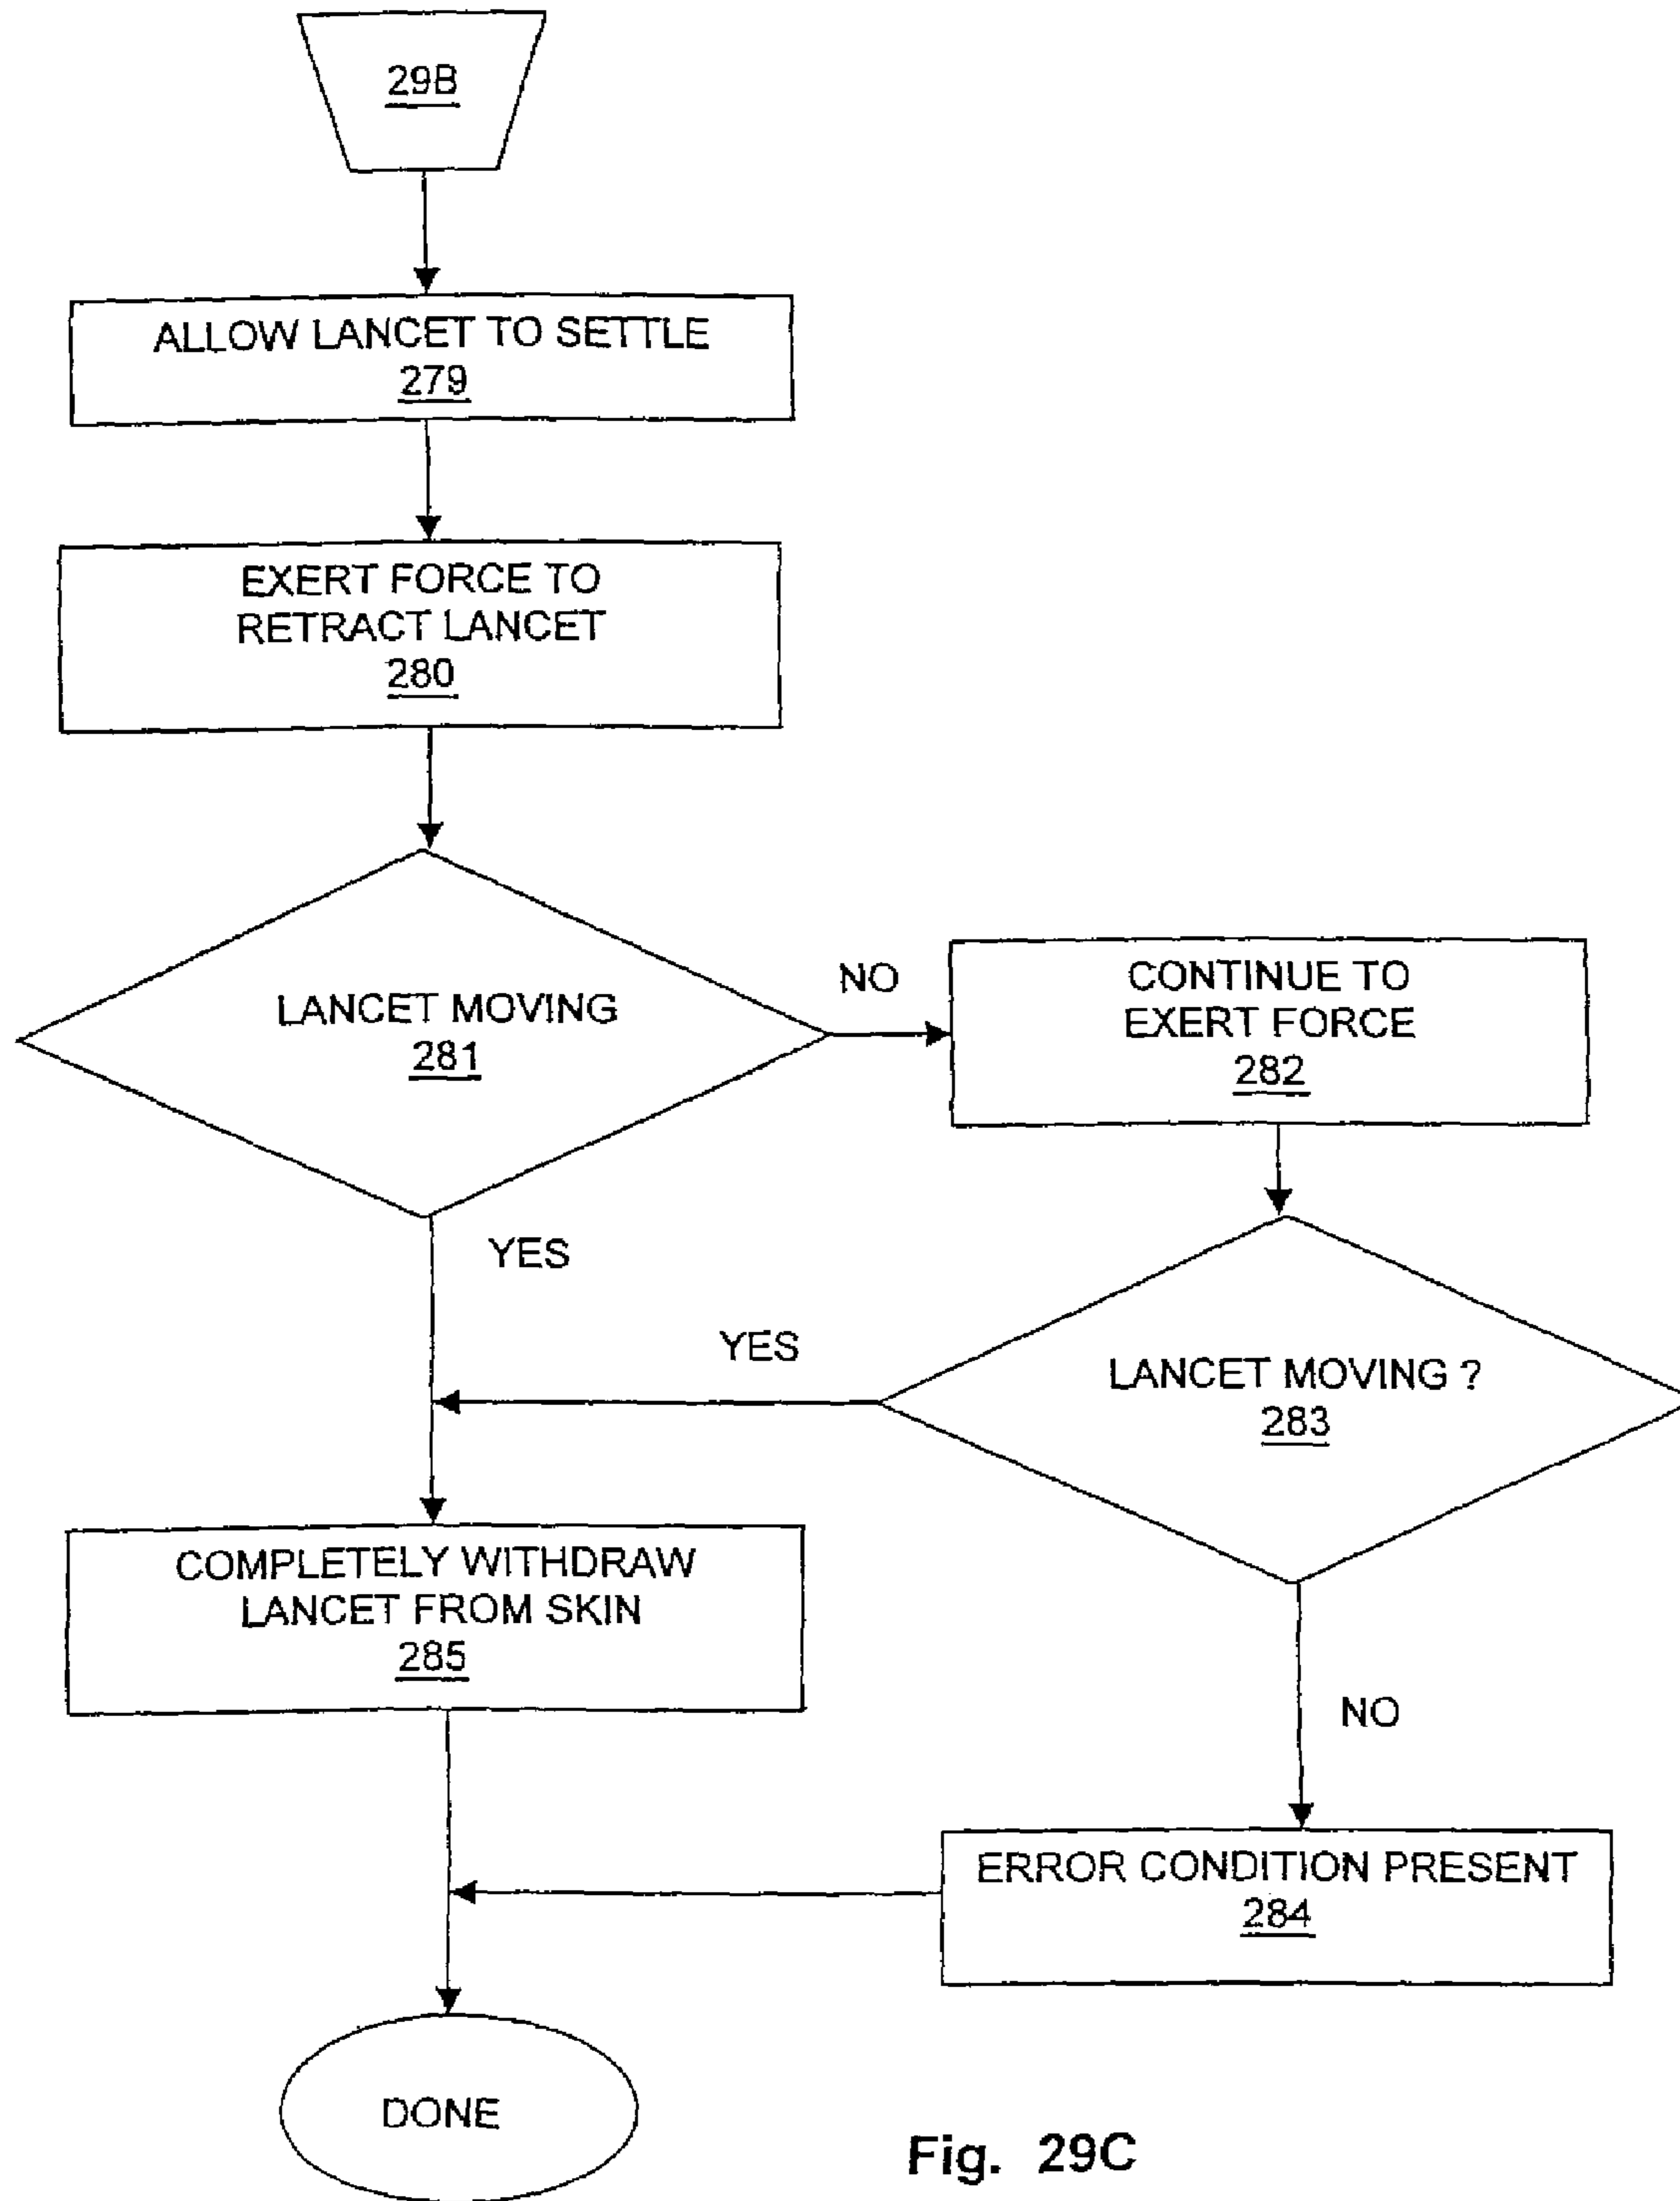 29B
ALLOW LANCET TO SETTLE
279
EXERT FORCE TO
RETRACT LANCET
280
LANCET MOVING
281
NO
CONTINUE TO
EXERT FORCE
282
YES
YES
LANCET MOVING ?
283
COMPLETELY WITHDRAW
LANCET FROM SKIN
285
NO
ERROR CONDITION PRESENT
284
DONE
Fig. 29C